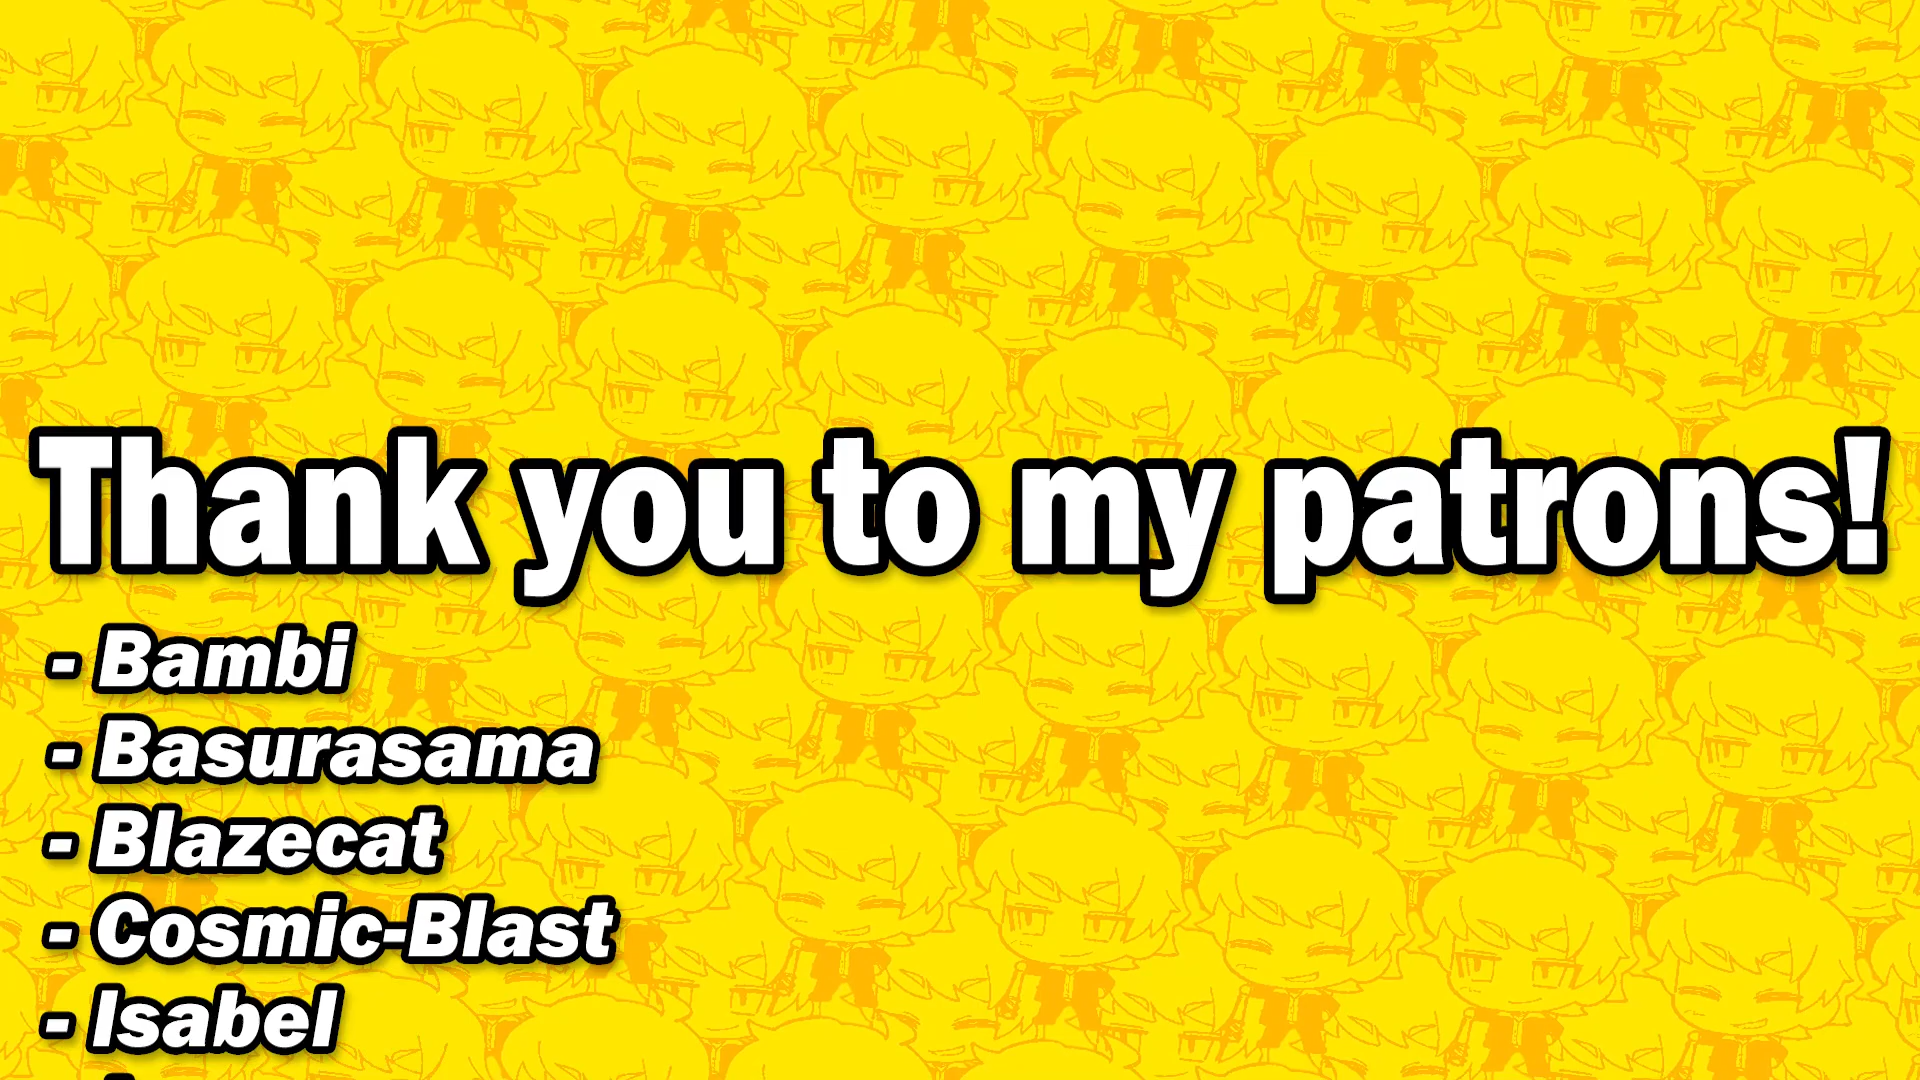 Thank you to my patrons!
- Bambi
- Basurasama
- Blazecat
- Cosmic-Blast
- Isabel